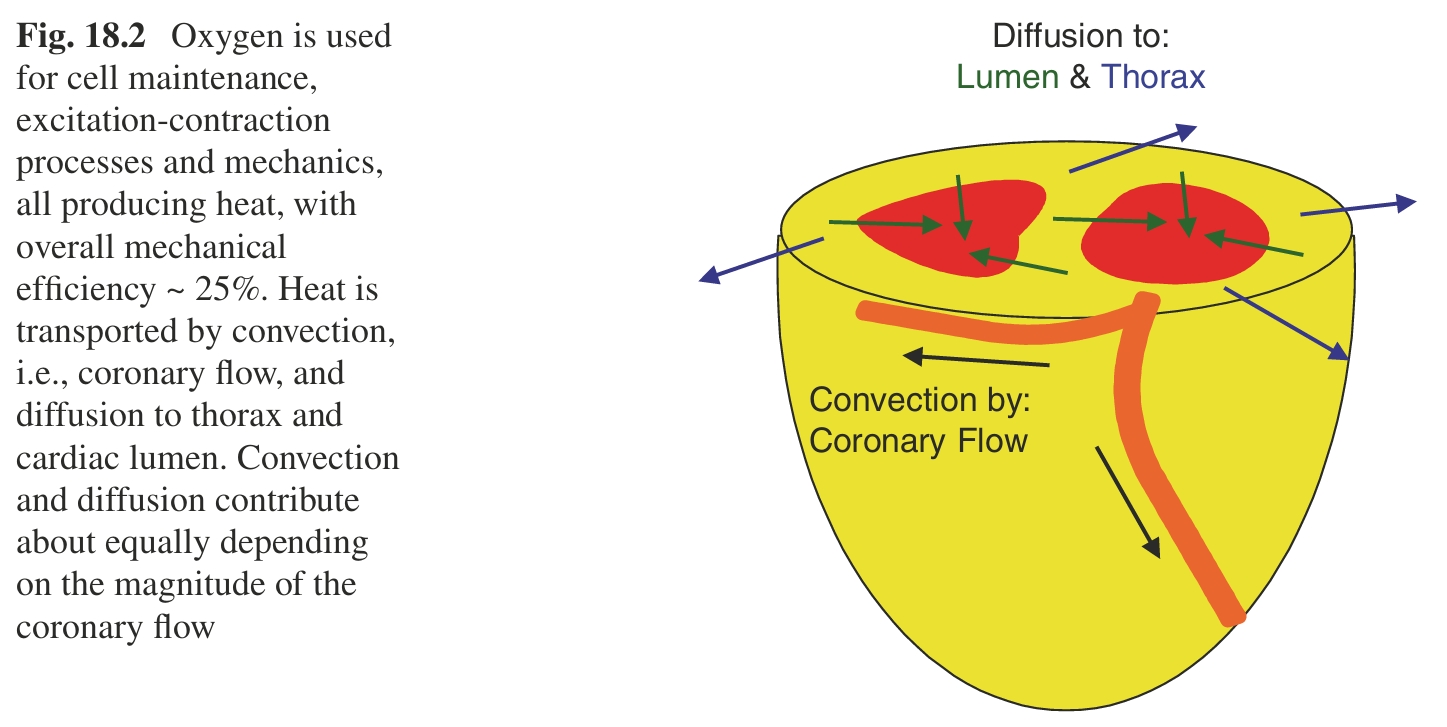 Fig. 18.2 Oxygen is used
for cell maintenance,
excitation-contraction
processes and mechanics,
all producing heat, with
overall mechanical
efficiency ~ 25%. Heat is
transported by convection,
i.e., coronary flow, and
diffusion to thorax and
cardiac lumen. Convection
and diffusion contribute
about equally depending
on the magnitude of the
coronary flow
Diffusion to:
Lumen & Thorax
Convection by:
Coronary Flow